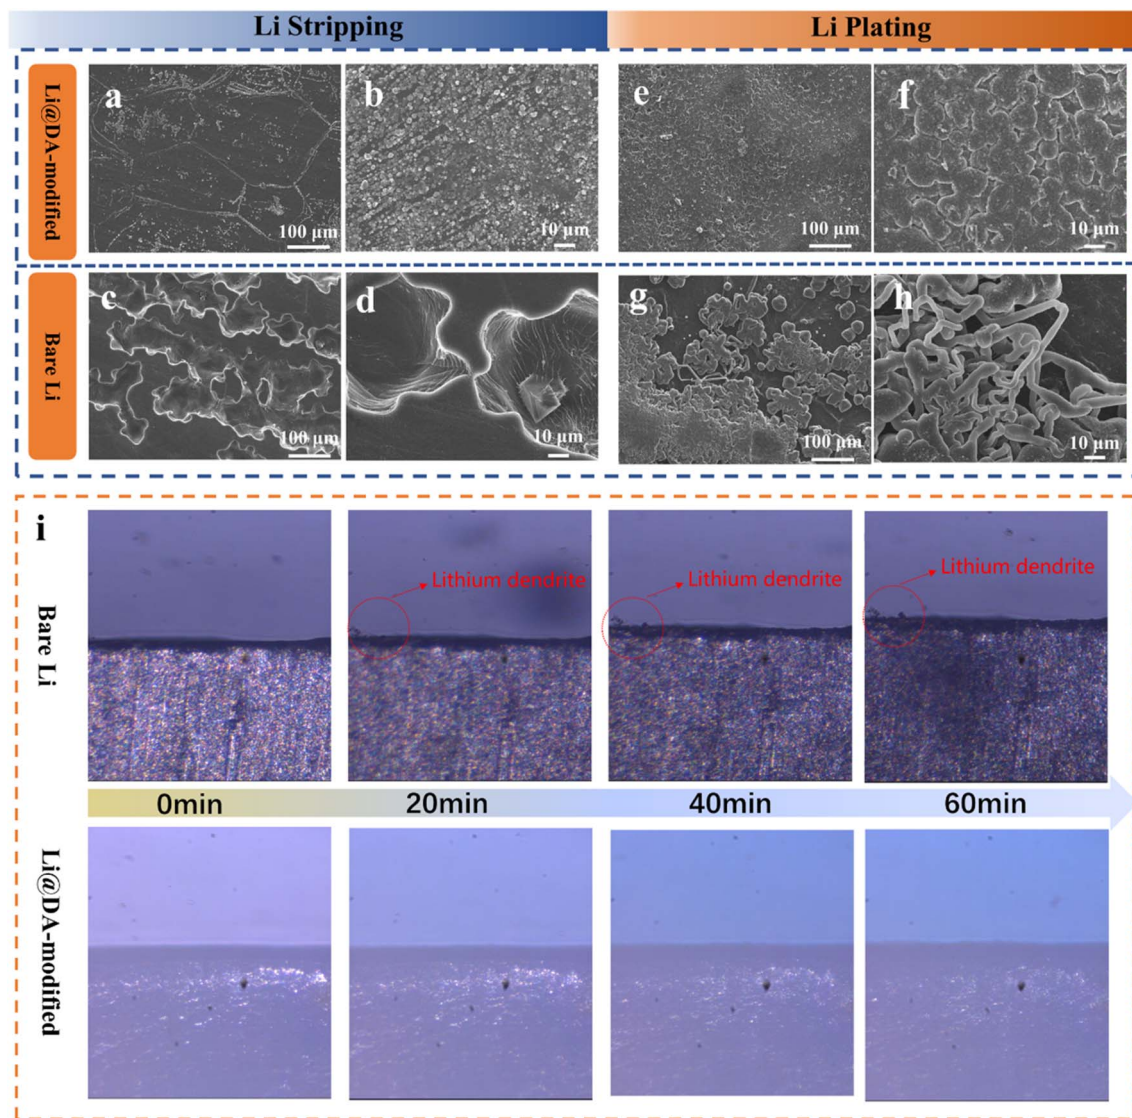 Li Stripping
Li Plating
Li@DA-modified
a
100 μm
b
10 μm
e
100 μm
f
10 μm
Bare Li
c
100 μm
d
10 μm
g
100 μm
h
10 μm
i
Bare Li
Lithium dendrite
Lithium dendrite
Lithium dendrite
0min
20min
40min
60min
Li@DA-modified